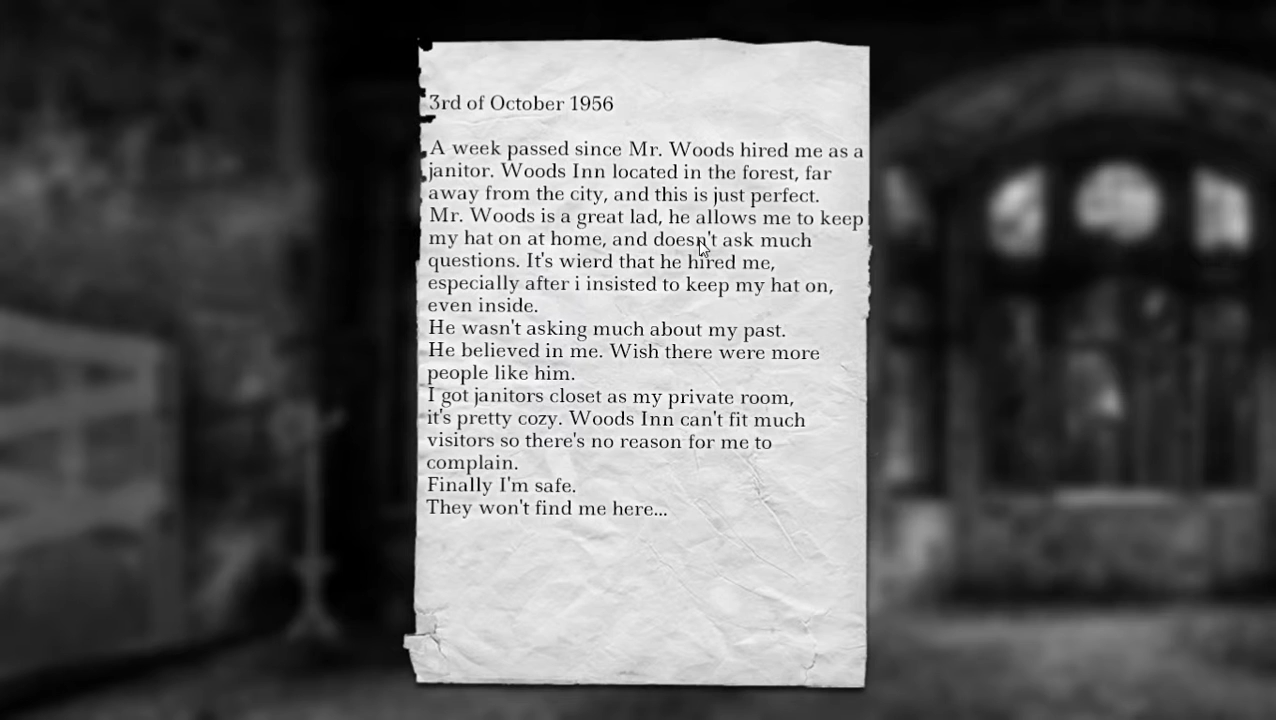 3rd of October 1956
A week passed since Mr. Woods hired me as a
janitor. Woods Inn located in the forest, far
away from the city, and this is just perfect.
Mr. Woods is a great lad, he allows me to keep
my hat on at home, and doesn't ask much
questions. It's wierd that he hired me,
especially after i insisted to keep my hat on,
even inside.
He wasn't asking much about my past.
He believed in me. Wish there were more
people like him.
I got janitors closet as my private room,
it's pretty cozy. Woods Inn can't fit much
visitors so there's no reason for me to
complain.
Finally I'm safe.
They won't find me here...